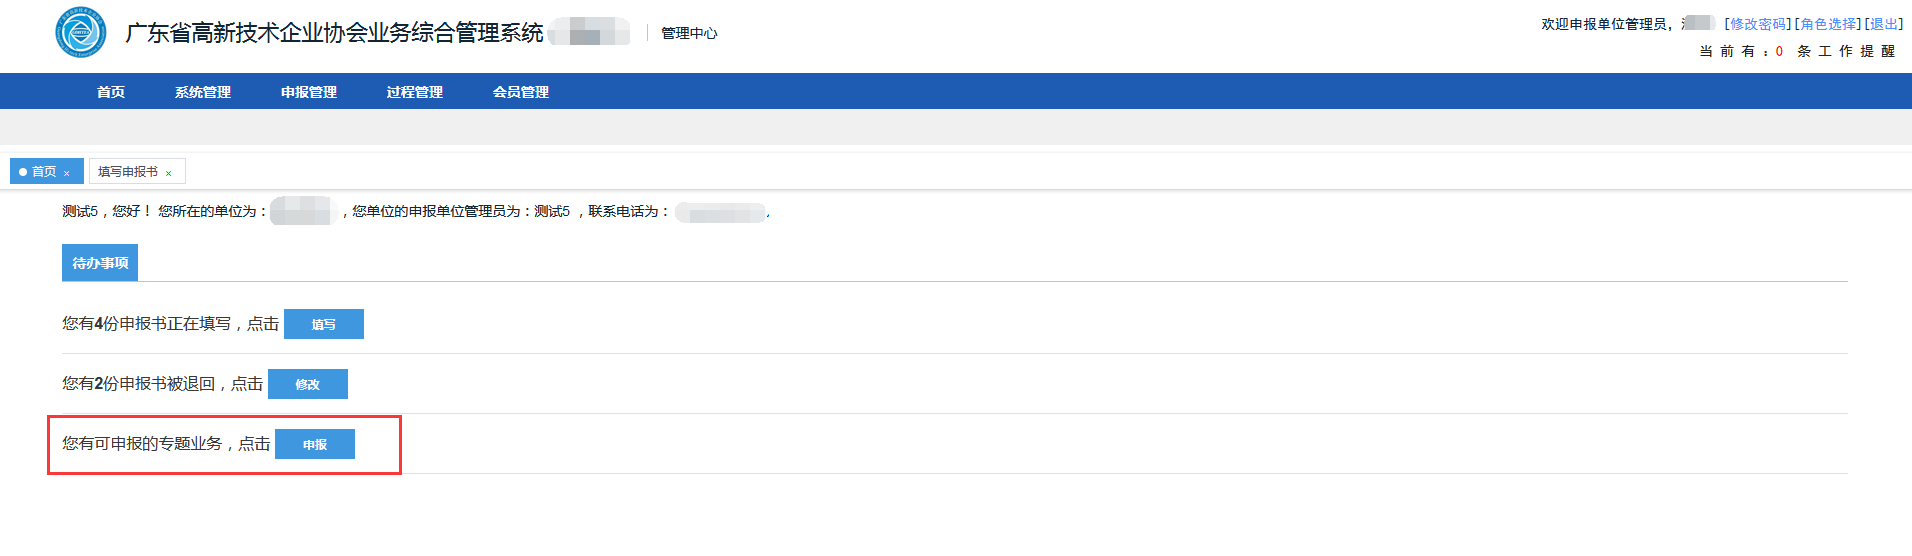 广东省高新技术企业协会业务综合管理系统 管理中心
欢迎申报单位管理员， [修改密码][角色选择][退出]
当前有：0 条工作提醒
首页 系统管理 申报管理 过程管理 会员管理
首页 × 填写申报书 ×
测试5，您好！ 您所在的单位为： ，您单位的申报单位管理员为：测试5 ，联系电话为：
待办事项
您有4份申报书正在填写，点击 填写
您有2份申报书被退回，点击 修改
您有可申报的专题业务，点击 申报